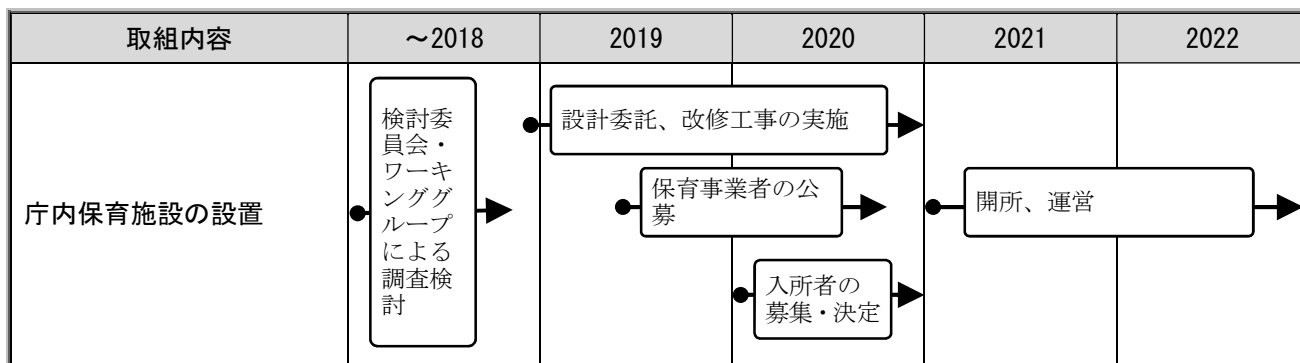 取組内容
～2018
2019
2020
2021
2022
庁内保育施設の設置
検討委
員会・
ワーキ
ンググ
ループ
による
調査検
討
設計委託、改修工事の実施
保育事業者の公
募
入所者の
募集・決定
開所、運営